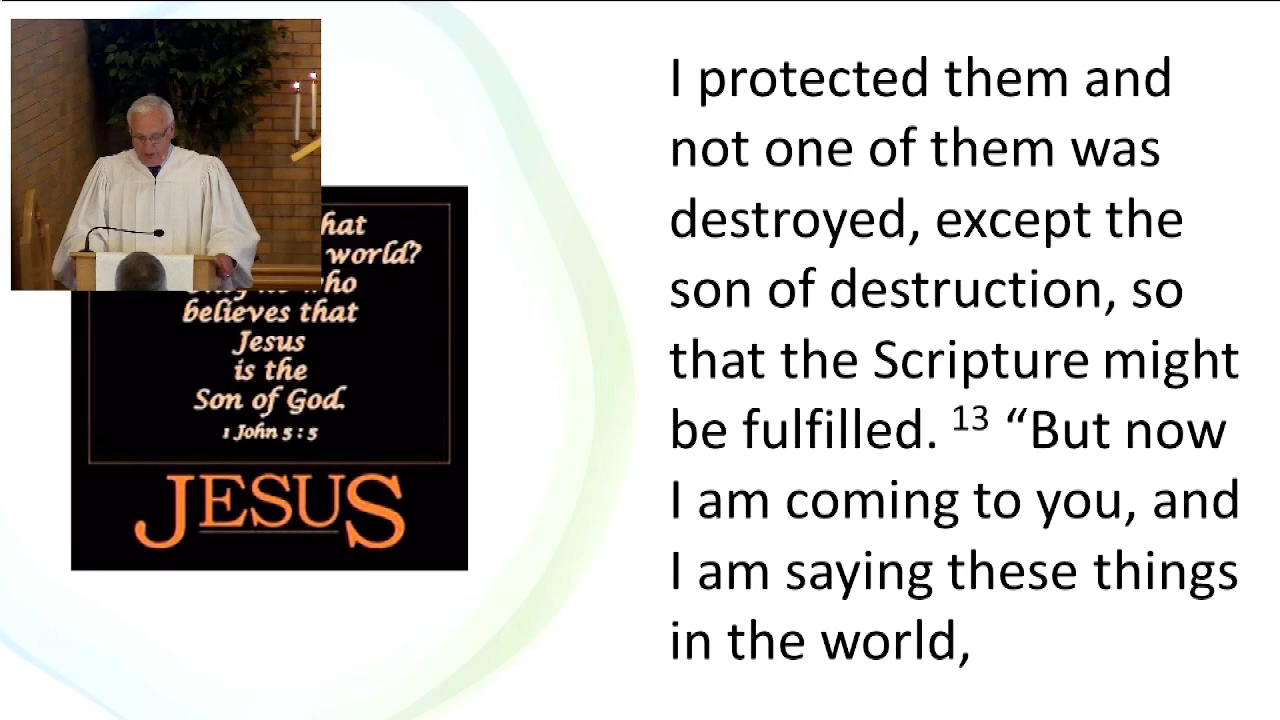 hat
world?
who
believes that
Jesus
is the
Son of God.
1 John 5 : 5
JESUS
I protected them and
not one of them was
destroyed, except the
son of destruction, so
that the Scripture might
be fulfilled. 13 “But now
I am coming to you, and
I am saying these things
in the world,